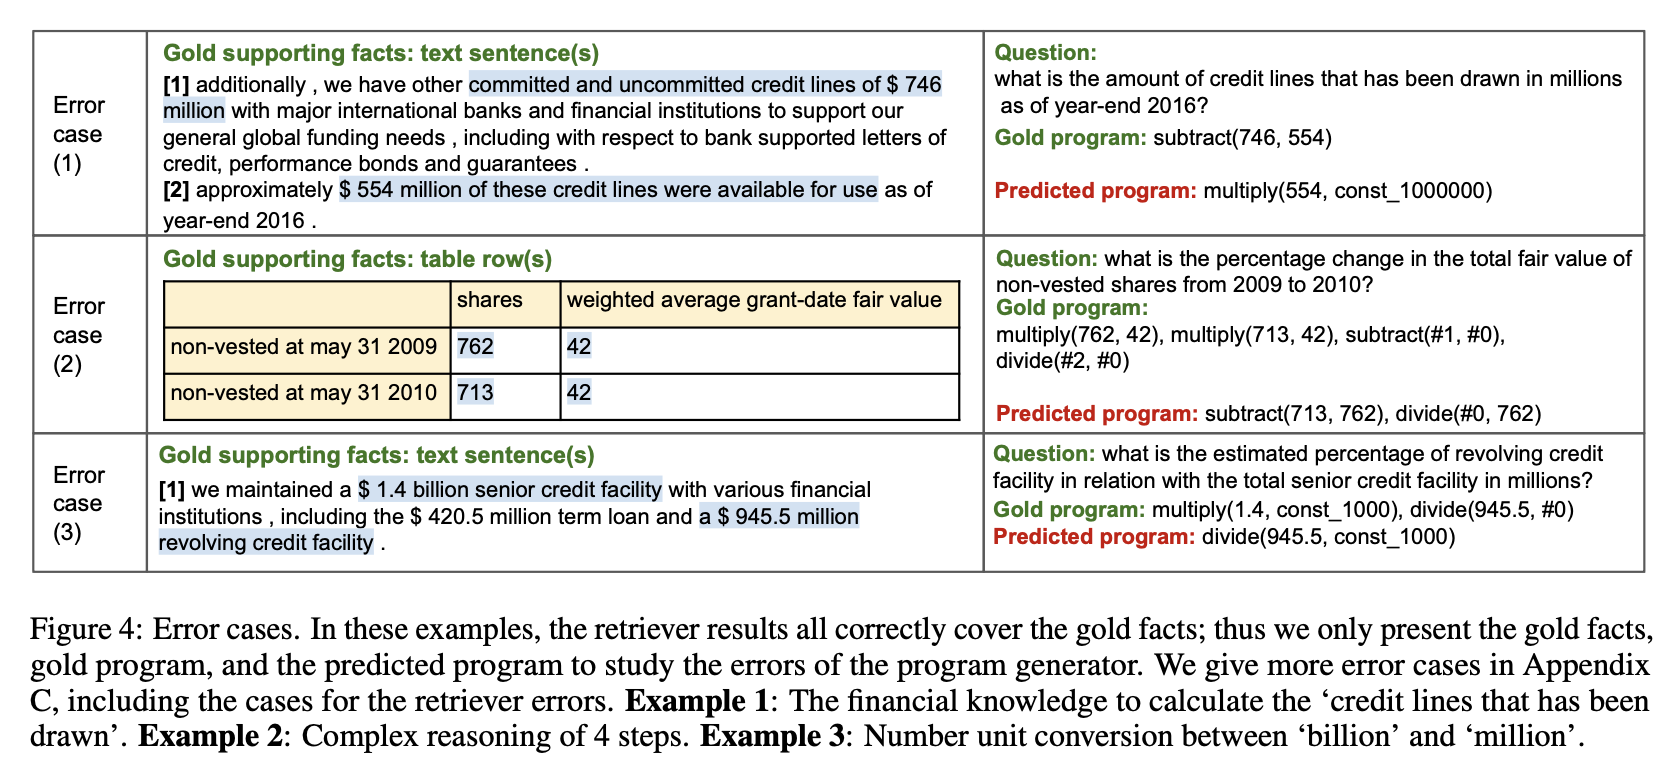 Error
case
(1)
Gold supporting facts: text sentence(s)
[1] additionally , we have other committed and uncommitted credit lines of $ 746
million with major international banks and financial institutions to support our
general global funding needs , including with respect to bank supported letters of
credit, performance bonds and guarantees .
[2] approximately $ 554 million of these credit lines were available for use as of
year-end 2016 .
Question:
what is the amount of credit lines that has been drawn in millions
as of year-end 2016?
Gold program: subtract(746, 554)
Predicted program: multiply(554, const_1000000)
Error
case
(2)
Gold supporting facts: table row(s)
shares weighted average grant-date fair value
non-vested at may 31 2009 762 42
non-vested at may 31 2010 713 42
Question: what is the percentage change in the total fair value of
non-vested shares from 2009 to 2010?
Gold program:
multiply(762, 42), multiply(713, 42), subtract(#1, #0),
divide(#2, #0)
Predicted program: subtract(713, 762), divide(#0, 762)
Error
case
(3)
Gold supporting facts: text sentence(s)
[1] we maintained a $ 1.4 billion senior credit facility with various financial
institutions , including the $ 420.5 million term loan and a $ 945.5 million
revolving credit facility .
Question: what is the estimated percentage of revolving credit
facility in relation with the total senior credit facility in millions?
Gold program: multiply(1.4, const_1000), divide(945.5, #0)
Predicted program: divide(945.5, const_1000)
Figure 4: Error cases. In these examples, the retriever results all correctly cover the gold facts; thus we only present the gold facts,
gold program, and the predicted program to study the errors of the program generator. We give more error cases in Appendix
C, including the cases for the retriever errors. Example 1: The financial knowledge to calculate the ‘credit lines that has been
drawn’. Example 2: Complex reasoning of 4 steps. Example 3: Number unit conversion between ‘billion’ and ‘million’.